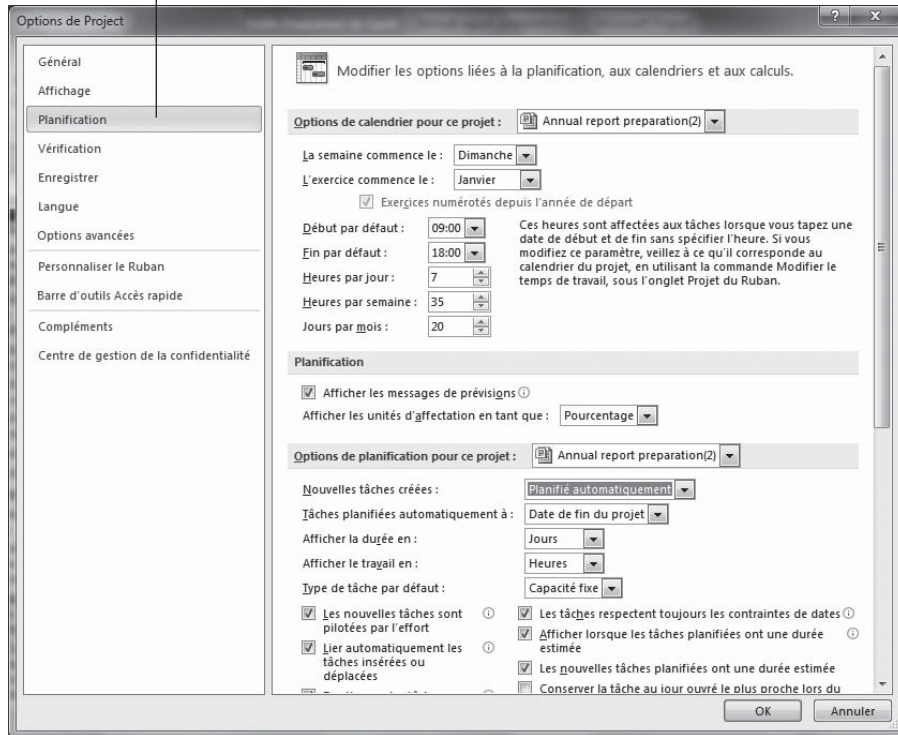 Options de Project
Général
Affichage
Planification
Vérification
Enregistrer
Langue
Options avancées
Personnaliser le Ruban
Barre d'outils Accès rapide
Compléments
Centre de gestion de la confidentialité
Modifier les options liées à la planification, aux calendriers et aux calculs.
Options de calendrier pour ce projet : Annual report preparation(2)
La semaine commence le : Dimanche
L'exercice commence le : Janvier
Exercices numérotés depuis l'année de départ
Début par défaut : 09:00
Fin par défaut : 18:00
Heures par jour : 7
Heures par semaine : 35
Jours par mois : 20
Ces heures sont affectées aux tâches lorsque vous tapez une
date de début et de fin sans spécifier l'heure. Si vous
modifiez ce paramètre, veillez à ce qu'il corresponde au
calendrier du projet, en utilisant la commande Modifier le
temps de travail, sous l'onglet Projet du Ruban.
Planification
Afficher les messages de prévisions
Afficher les unités d'affectation en tant que : Pourcentage
Options de planification pour ce projet : Annual report preparation(2)
Nouvelles tâches créées : Planifié automatiquement
Tâches planifiées automatiquement à : Date de fin du projet
Afficher la durée en : Jours
Afficher le travail en : Heures
Type de tâche par défaut : Capacité fixe
Les nouvelles tâches sont
pilotées par l'effort
Lier automatiquement les
tâches insérées ou
déplacées
Les tâches respectent toujours les contraintes de dates
Afficher lorsque les tâches planifiées ont une durée
estimée
Les nouvelles tâches planifiées ont une durée estimée
Conserver la tâche au jour ouvré le plus proche lors du
OK
Annuler